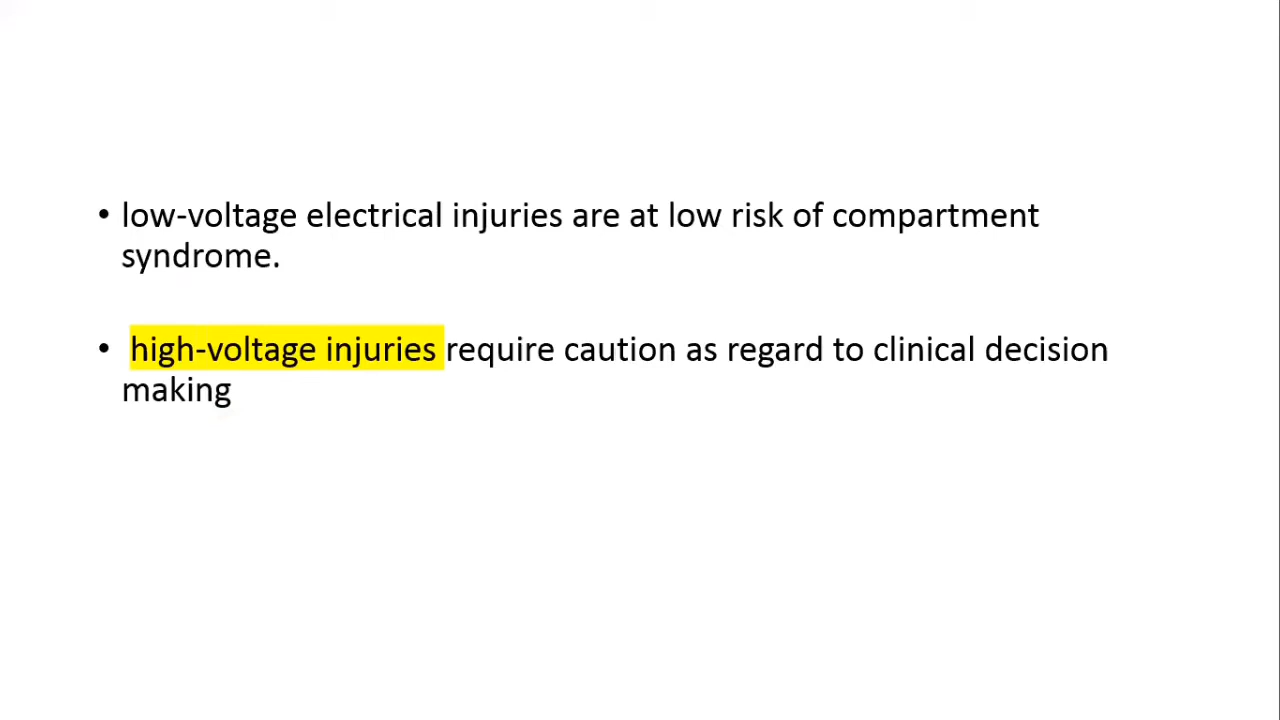 • low-voltage electrical injuries are at low risk of compartment
syndrome.
• high-voltage injuries require caution as regard to clinical decision
making